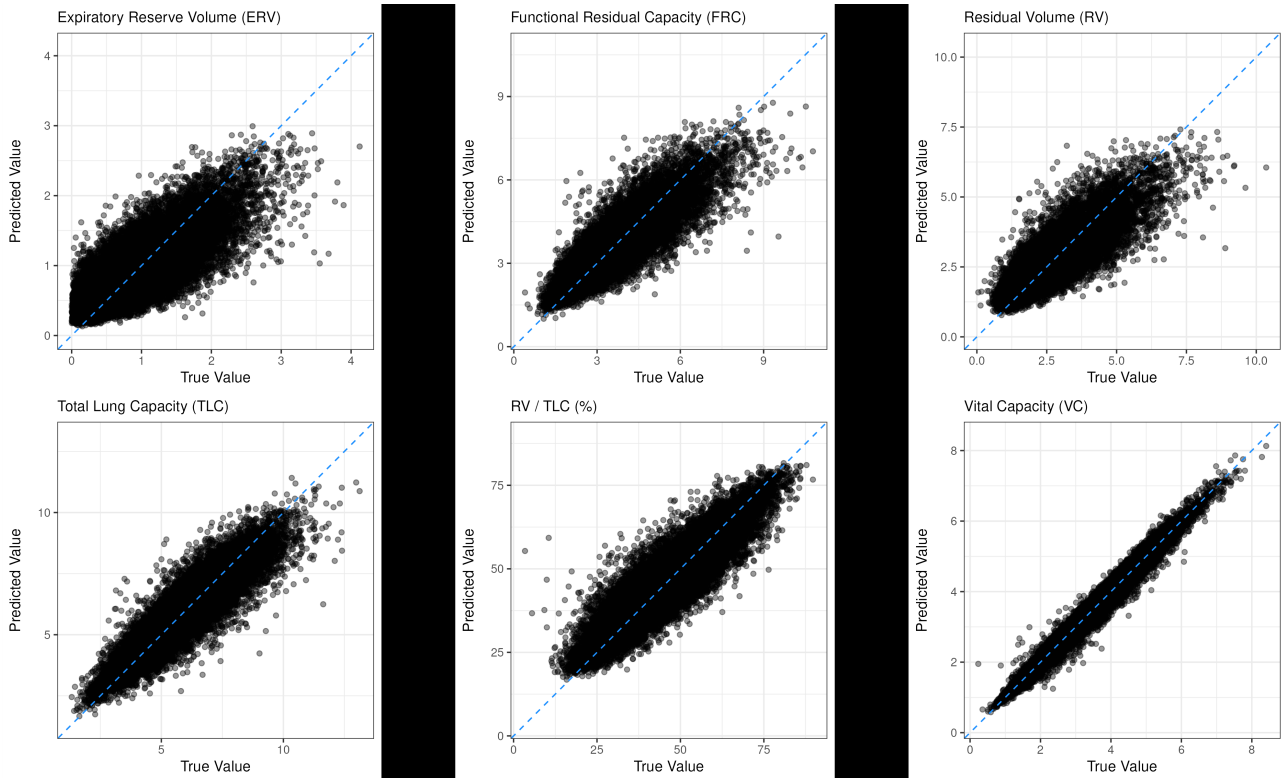 Expiratory Reserve Volume (ERV)
4
3
2
1
0
0 1 2 3 4
Predicted Value
True Value
Functional Residual Capacity (FRC)
9
6
3
0
0 3 6 9
Predicted Value
True Value
Residual Volume (RV)
10.0
7.5
5.0
2.5
0.0
0.0 2.5 5.0 7.5 10.0
Predicted Value
True Value
Total Lung Capacity (TLC)
10
5
5 10
Predicted Value
True Value
RV / TLC (%)
75
50
25
0
0 25 50 75
Predicted Value
True Value
Vital Capacity (VC)
8
6
4
2
0
0 2 4 6 8
Predicted Value
True Value